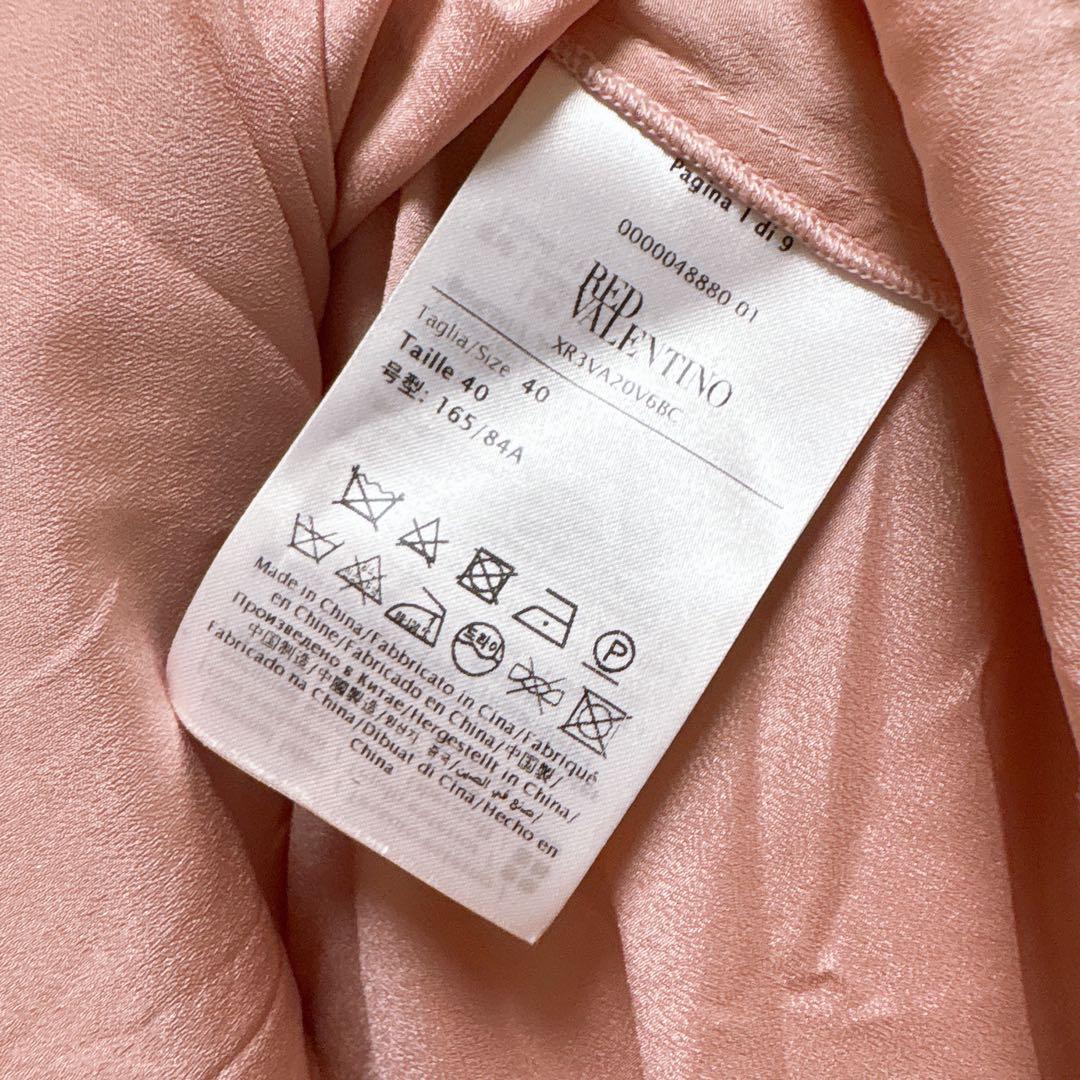 Pagina 1 di 9
0000048880 01
RED
VALENTINO
XR3VA20V6BC
Taglia/Size 40
Taille 40
号型: 165/84A
P
드라이
Made in China/Fabbricato in Cina/Fabriqué
en Chine/Fabricado en China/中国製/
Произведено в Китае/Hergestellt in China/
中国制造/中國製造/원산지: 중국/صنع في الصين/
Fabricado na China/Dibuat di Cina/Hecho en
China